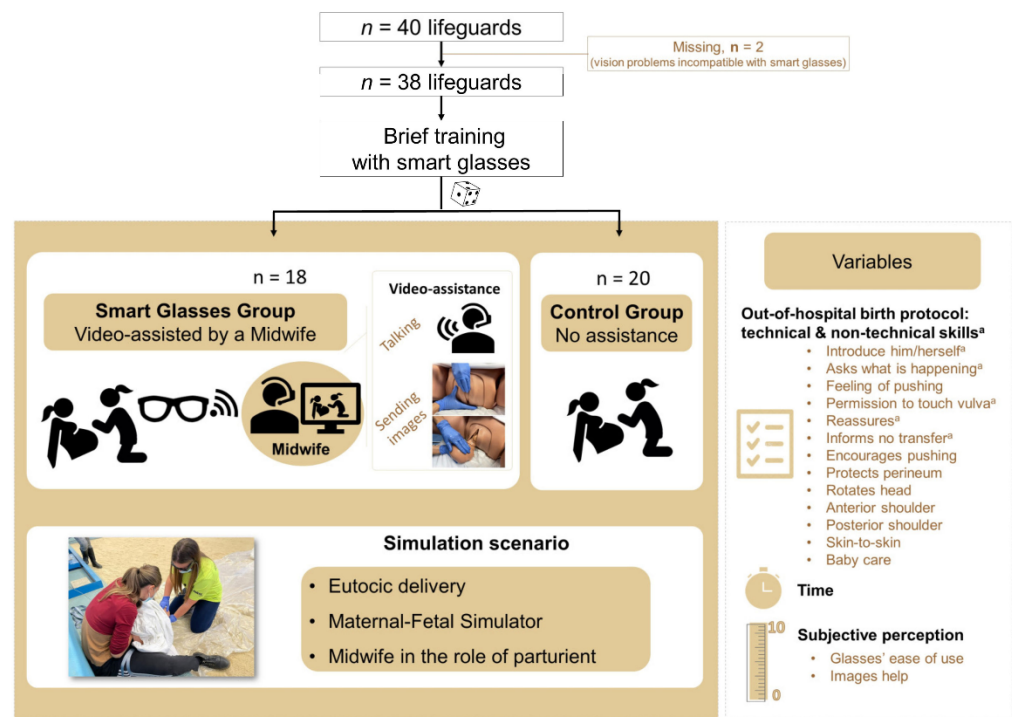 n = 40 lifeguards
Missing, n = 2
(vision problems incompatible with smart glasses)
n = 38 lifeguards
Brief training
with smart glasses
n = 18
Smart Glasses Group
Video-assisted by a Midwife
Midwife
Video-assistance
Talking
Sending
images
n = 20
Control Group
No assistance
Simulation scenario
• Eutocic delivery
• Maternal-Fetal Simulator
• Midwife in the role of parturient
Variables
Out-of-hospital birth protocol:
technical & non-technical skillsᵃ
• Introduce him/herselfᵃ
• Asks what is happeningᵃ
• Feeling of pushing
• Permission to touch vulvaᵃ
• Reassuresᵃ
• Informs no transferᵃ
• Encourages pushing
• Protects perineum
• Rotates head
• Anterior shoulder
• Posterior shoulder
• Skin-to-skin
• Baby care
Time
10
0
Subjective perception
• Glasses' ease of use
• Images help